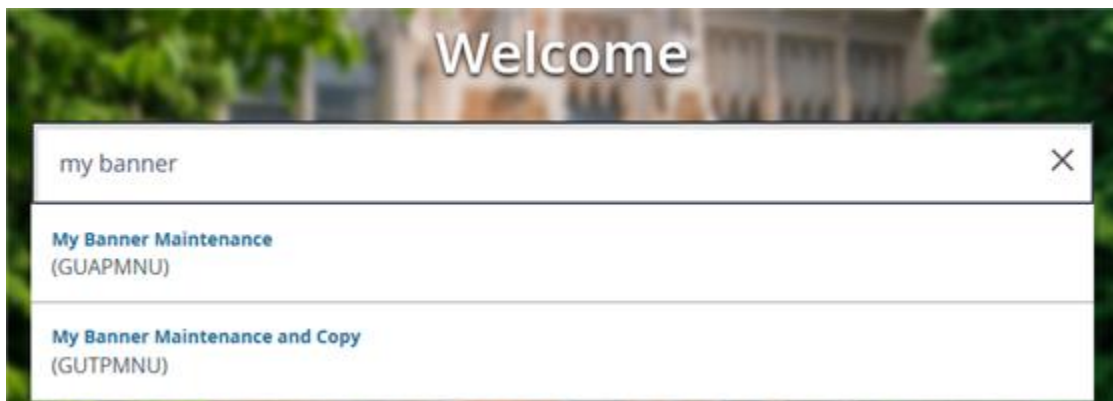 Welcome
my banner
My Banner Maintenance
(GUAPMNU)
My Banner Maintenance and Copy
(GUTPMNU)